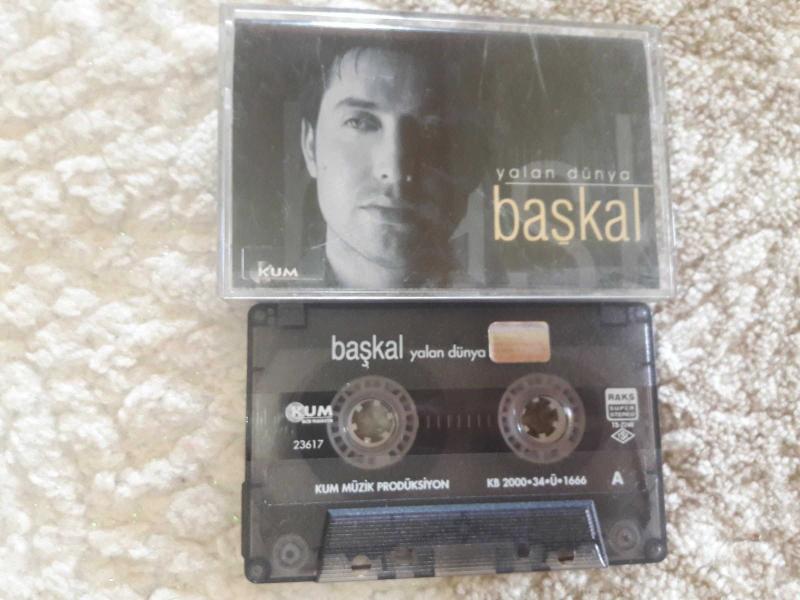 yalan dünya
başkal
KUM
başkal yalan dünya
KUM
23617
RAKS
SUPER
STEREO
KUM MÜZİK PRODÜKSİYON
KB 2000•34•Ü•1666
A